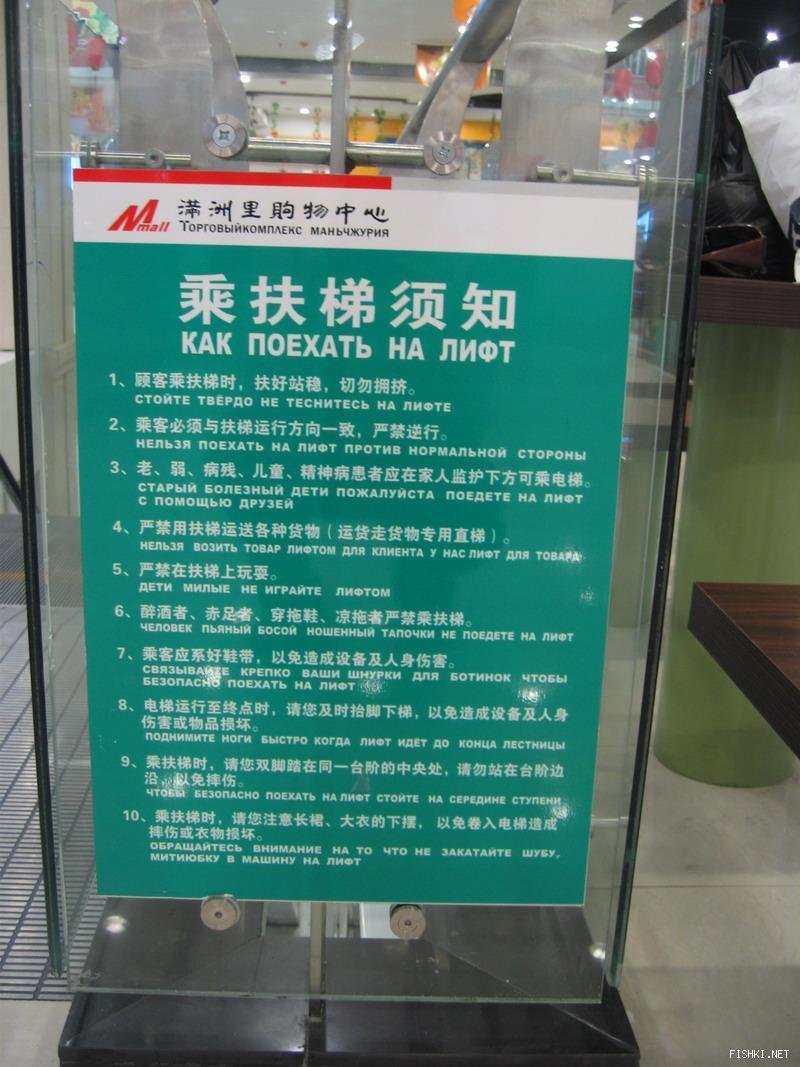 Mmall 满洲里购物中心
ТОРГОВЫЙКОМПЛЕКС МАНЬЧЖУРИЯ
乘扶梯须知
КАК ПОЕХАТЬ НА ЛИФТ
1、顾客乘扶梯时，扶好站稳，切勿拥挤。
СТОЙТЕ ТВЁРДО НЕ ТЕСНИТЕСЬ НА ЛИФТЕ
2、乘客必须与扶梯运行方向一致，严禁逆行。
НЕЛЬЗЯ ПОЕХАТЬ НА ЛИФТ ПРОТИВ НОРМАЛЬНОЙ СТОРОНЫ
3、老、弱、病残、儿童、精神病患者应在家人监护下方可乘电梯。
СТАРЫЙ БОЛЕЗНЫЙ ДЕТИ ПОЖАЛУЙСТА ПОЕДЕТЕ НА ЛИФТ
С ПОМОЩЬЮ ДРУЗЕЙ
4、严禁用扶梯运送各种货物（运货走货物专用直梯）。
НЕЛЬЗЯ ВОЗИТЬ ТОВАР ЛИФТОМ ДЛЯ КЛИЕНТА У НАС ЛИФТ ДЛЯ ТОВАРА
5、严禁在扶梯上玩耍。
ДЕТИ МИЛЫЕ НЕ ИГРАЙТЕ ЛИФТОМ
6、醉酒者、赤足者、穿拖鞋、凉拖者严禁乘扶梯。
ЧЕЛОВЕК ПЬЯНЫЙ БОСОЙ НОШЕННЫЙ ТАПОЧКИ НЕ ПОЕДЕТЕ НА ЛИФТ
7、乘客应系好鞋带，以免造成设备及人身伤害。
СВЯЗЫВАЙТЕ КРЕПКО ВАШИ ШНУРКИ ДЛЯ БОТИНОК ЧТОБЫ
БЕЗОПАСНО ПОЕХАТЬ НА ЛИФТ
8、电梯运行至终点时，请您及时抬脚下梯，以免造成设备及人身
伤害或物品损坏。
ПОДНИМИТЕ НОГИ БЫСТРО КОГДА ЛИФТ ИДЁТ ДО КОНЦА ЛЕСТНИЦЫ
9、乘扶梯时，请您双脚踏在同一台阶的中央处，请勿站在台阶边
沿，以免摔伤。
ЧТОБЫ БЕЗОПАСНО ПОЕХАТЬ НА ЛИФТ СТОЙТЕ НА СЕРЕДИНЕ СТУПЕНИ
10、乘扶梯时，请您注意长裙、大衣的下摆，以免卷入电梯造成
摔伤或衣物损坏。
ОБРАЩАЙТЕСЬ ВНИМАНИЕ НА ТО ЧТО НЕ ЗАКАТАЙТЕ ШУБУ,
МИТИЮБКУ В МАШИНУ НА ЛИФТ
FISHKI.NET